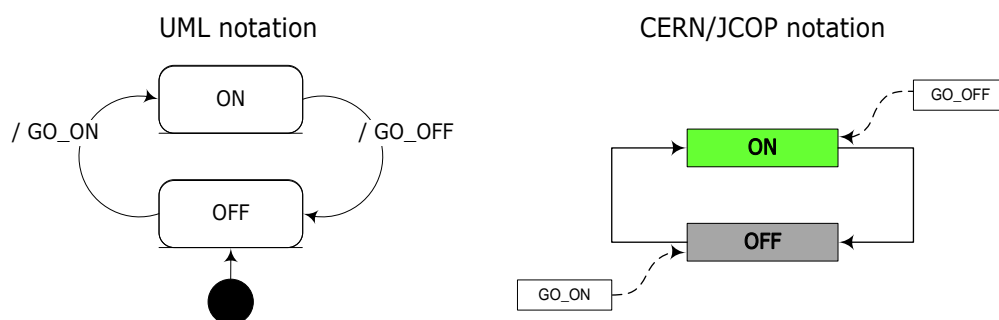 UML notation
ON
/ GO_ON
/ GO_OFF
OFF
CERN/JCOP notation
GO_OFF
ON
OFF
GO_ON